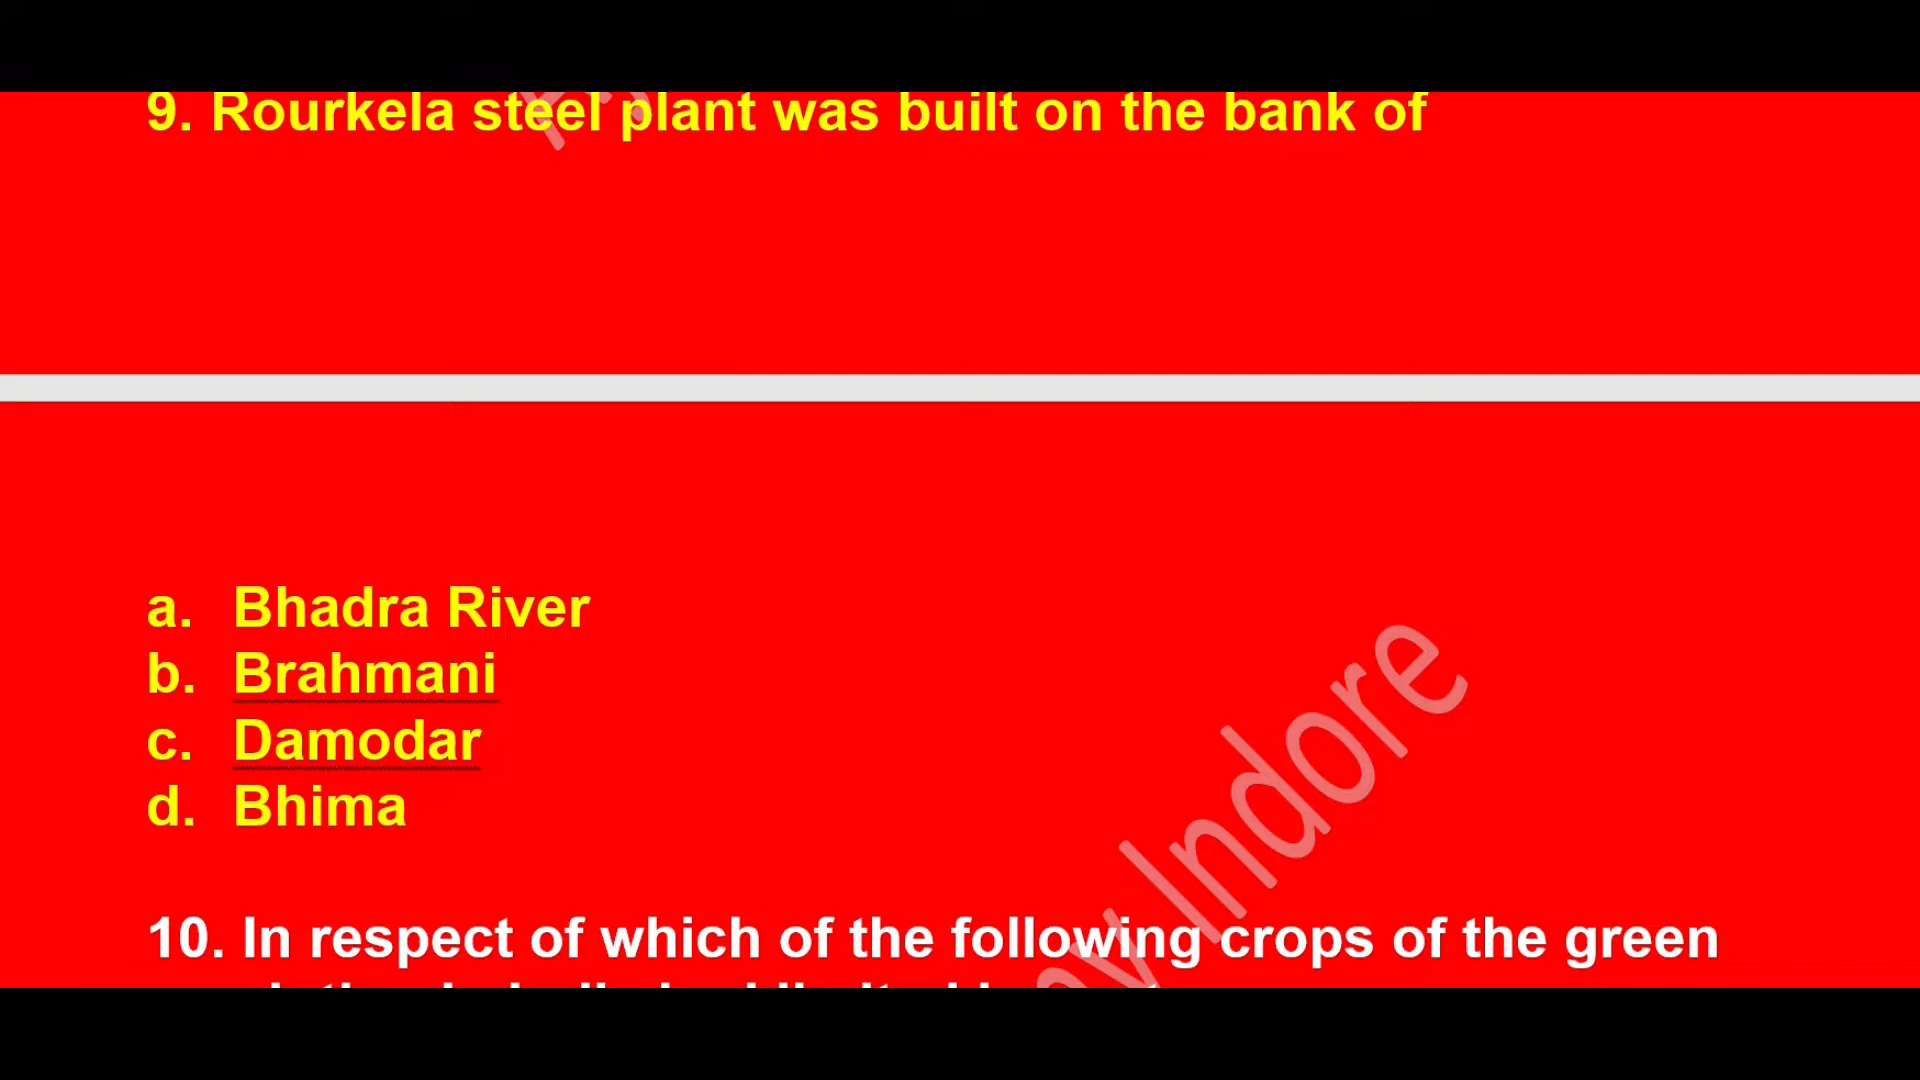 9. Rourkela steel plant was built on the bank of
a. Bhadra River
b. Brahmani
c. Damodar
d. Bhima
Indore
10. In respect of which of the following crops of the green